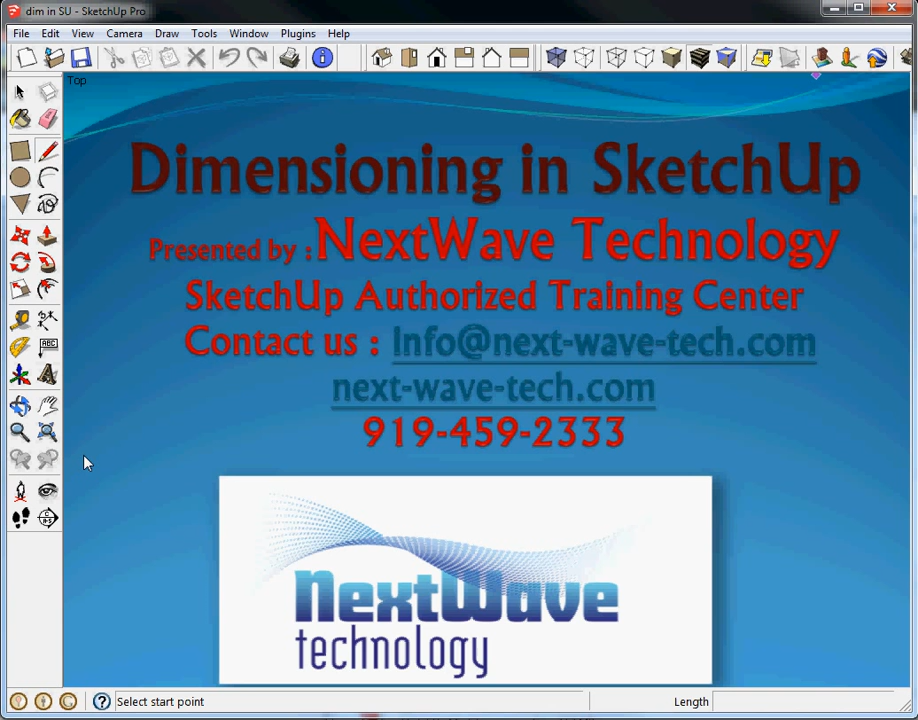 dim in SU - SketchUp Pro
File Edit View Camera Draw Tools Window Plugins Help
Top
Dimensioning in SketchUp
Presented by : NextWave Technology
SketchUp Authorized Training Center
Contact us : Info@next-wave-tech.com
next-wave-tech.com
919-459-2333
NextWave
technology
ABC
Select start point
Length